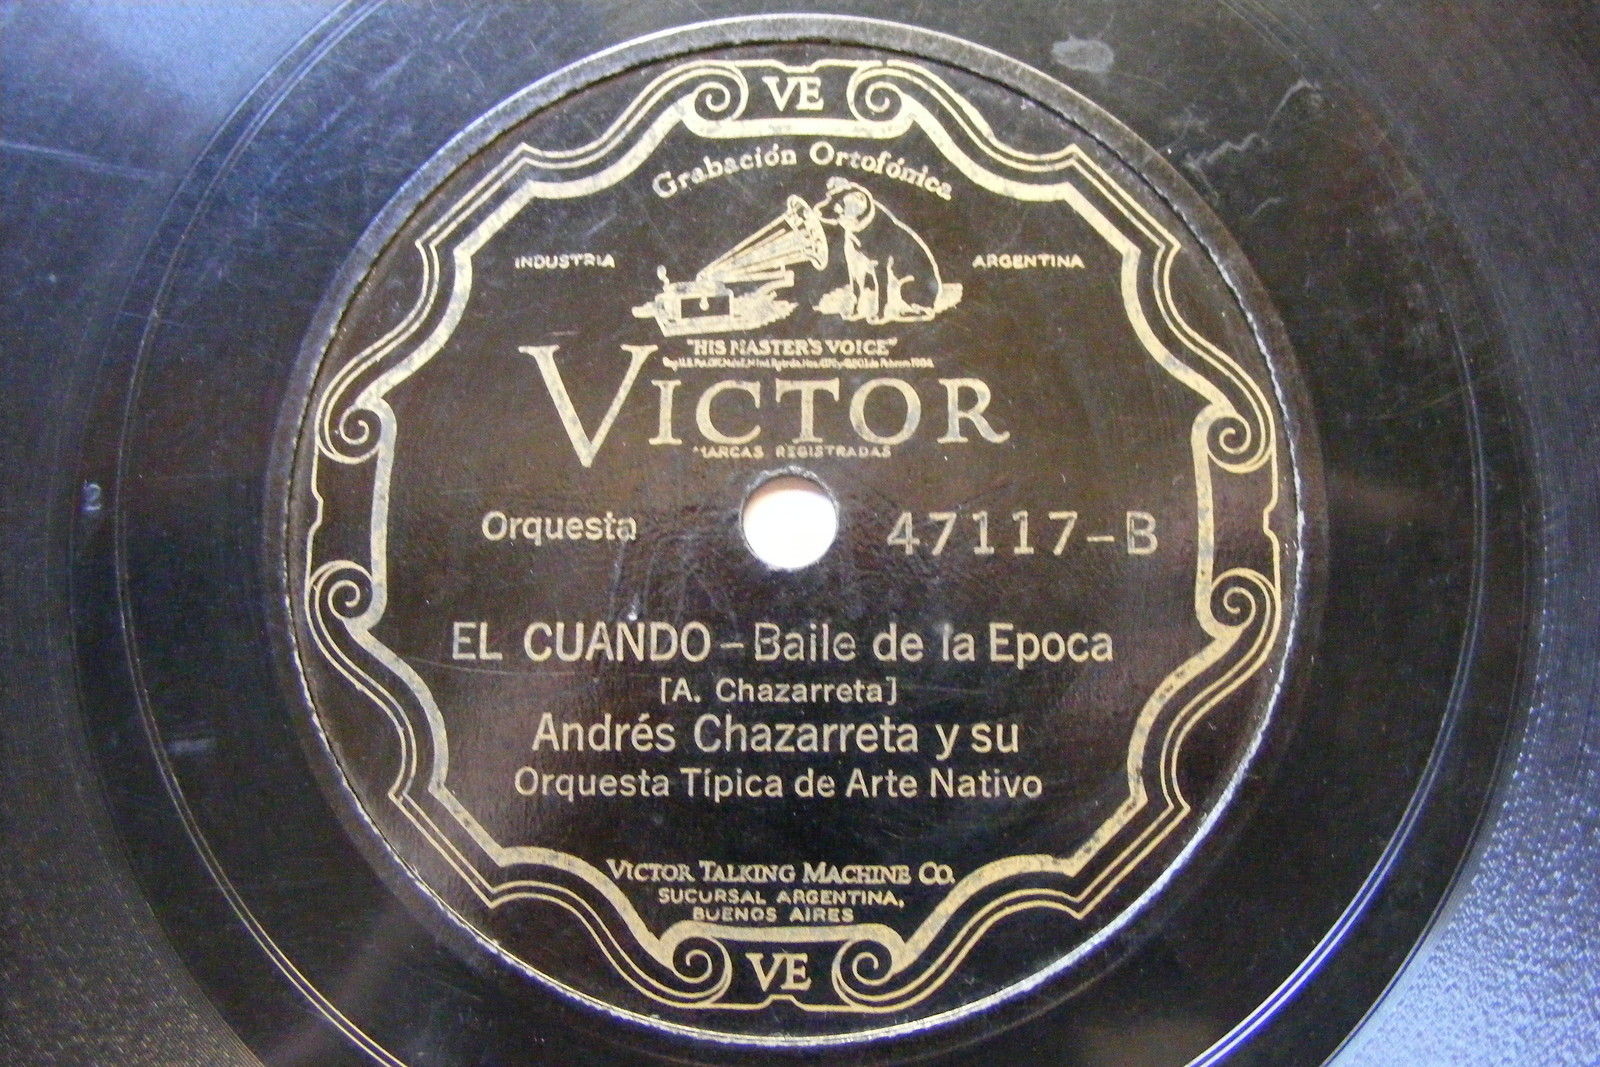 VE
Grabación Ortofónica
INDUSTRIA ARGENTINA
"HIS MASTER'S VOICE"
VICTOR
MARCAS REGISTRADAS
Orquesta 47117-B
EL CUANDO - Baile de la Epoca
[A. Chazarreta]
Andrés Chazarreta y su
Orquesta Típica de Arte Nativo
VICTOR TALKING MACHINE CO.
SUCURSAL ARGENTINA,
BUENOS AIRES
VE